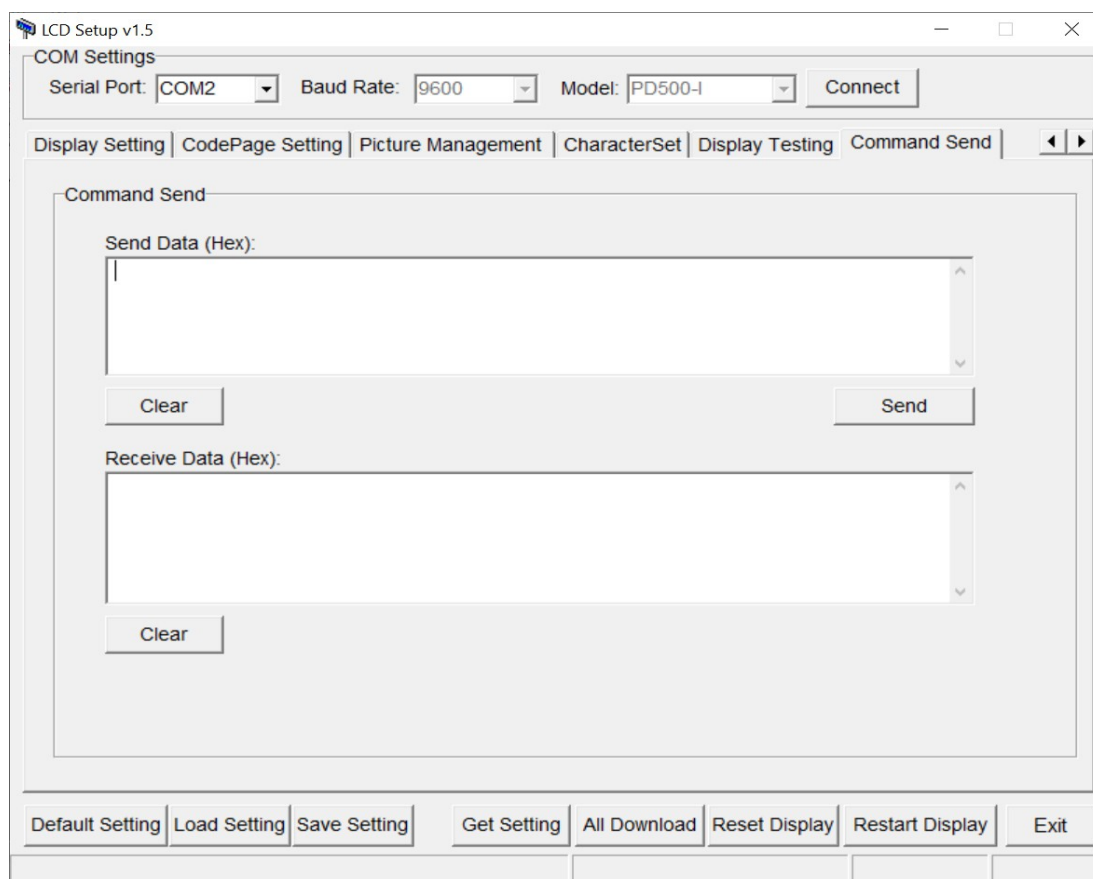 LCD Setup v1.5
COM Settings
Serial Port: COM2 Baud Rate: 9600 Model: PD500-I Connect
Display Setting CodePage Setting Picture Management CharacterSet Display Testing Command Send
Command Send
Send Data (Hex):
Clear Send
Receive Data (Hex):
Clear
Default Setting Load Setting Save Setting Get Setting All Download Reset Display Restart Display Exit